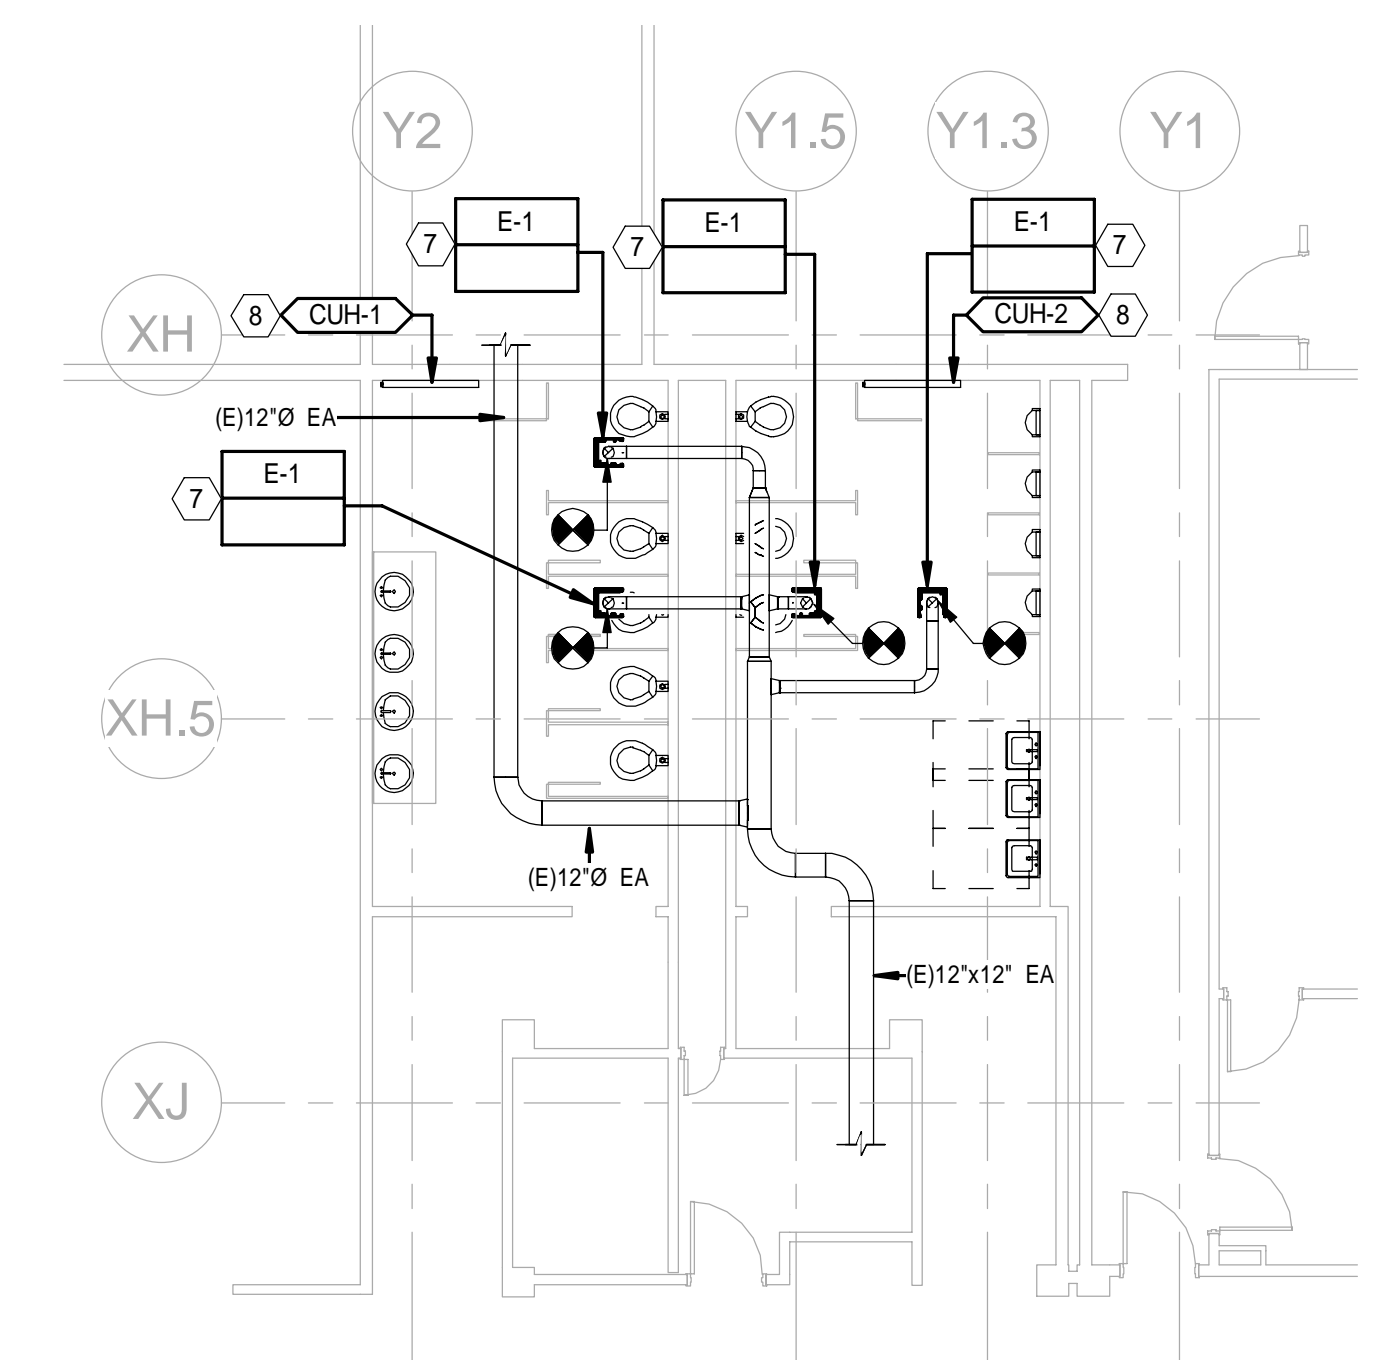 Y2
Y1.5
Y1.3
Y1
E-1
E-1
E-1
7
7
7
XH
8
CUH-1
CUH-2
8
(E)12"Ø EA
E-1
7
XH.5
(E)12"Ø EA
(E)12"x12" EA
XJ